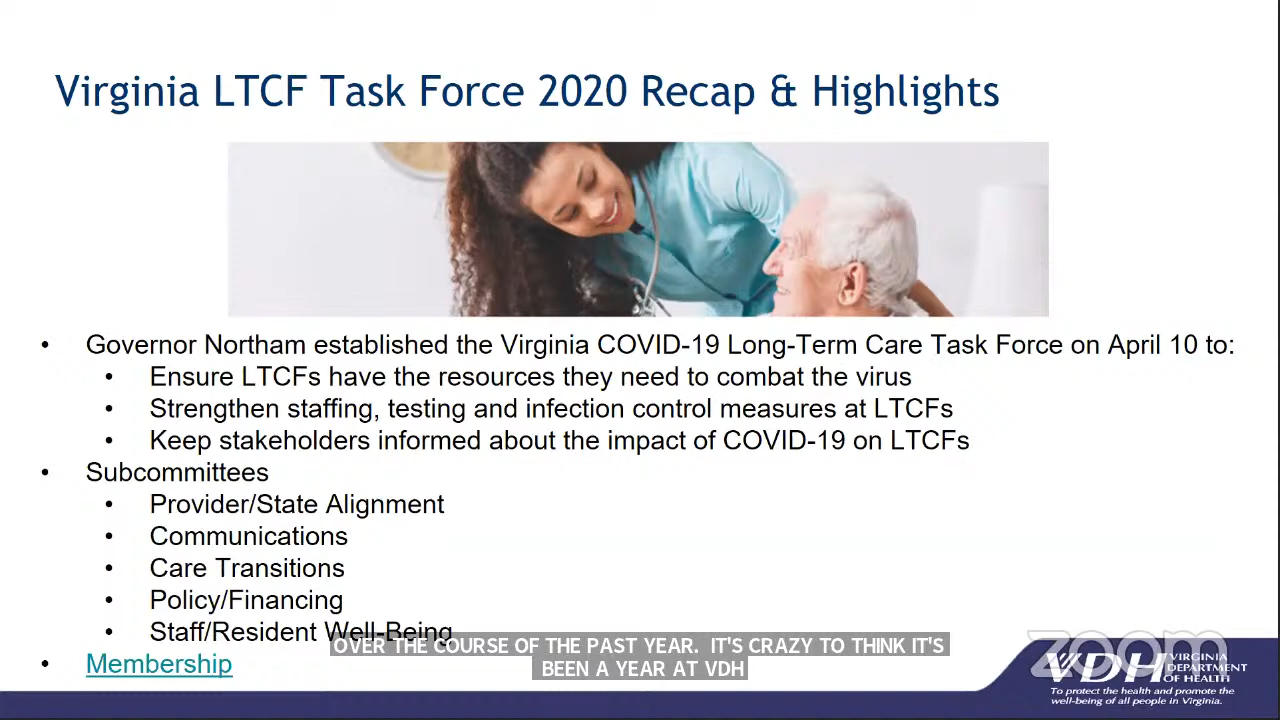 Virginia LTCF Task Force 2020 Recap & Highlights
• Governor Northam established the Virginia COVID-19 Long-Term Care Task Force on April 10 to:
• Ensure LTCFs have the resources they need to combat the virus
• Strengthen staffing, testing and infection control measures at LTCFs
• Keep stakeholders informed about the impact of COVID-19 on LTCFs
• Subcommittees
• Provider/State Alignment
• Communications
• Care Transitions
• Policy/Financing
• Staff/Resident Well-Being
OVER THE COURSE OF THE PAST YEAR. IT'S CRAZY TO THINK IT'S
BEEN A YEAR AT VDH
• Membership
zoom
VDH VIRGINIA
DEPARTMENT
OF HEALTH
To protect the health and promote the
well-being of all people in Virginia.